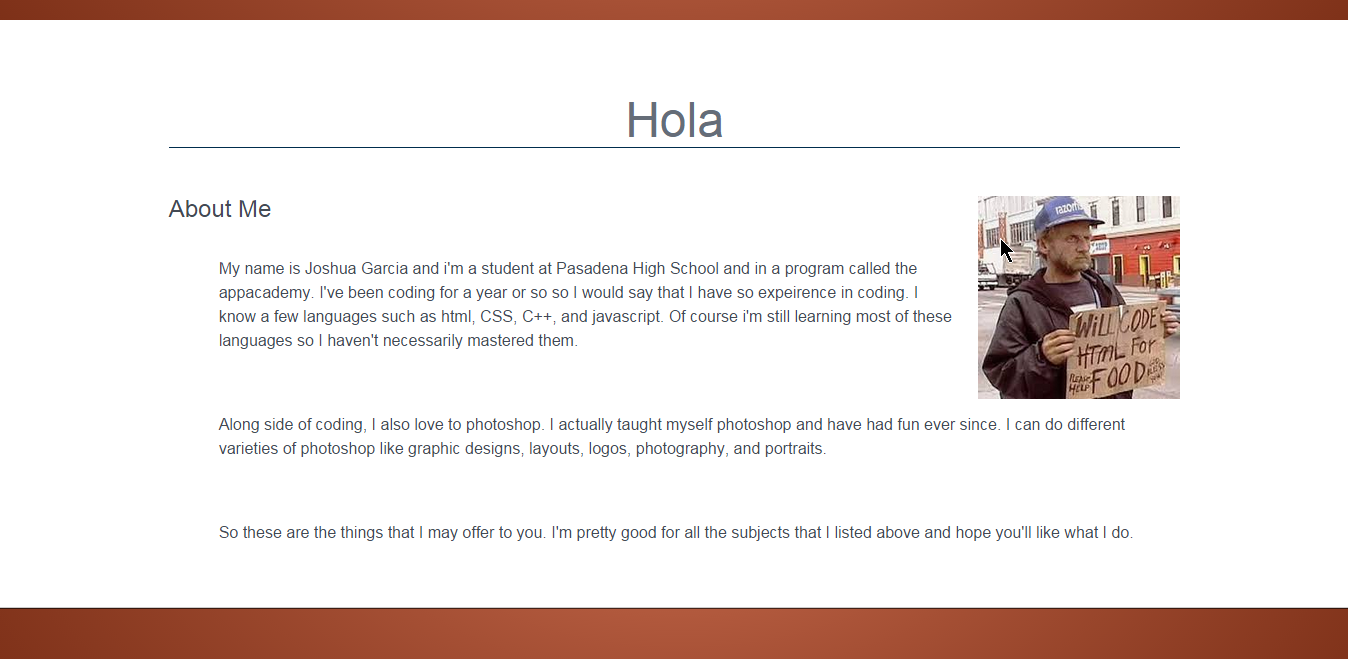 Hola
About Me
My name is Joshua Garcia and i'm a student at Pasadena High School and in a program called the
appacademy. I've been coding for a year or so so I would say that I have so expeirence in coding. I
know a few languages such as html, CSS, C++, and javascript. Of course i'm still learning most of these
languages so I haven't necessarily mastered them.
WiLL CODE
HTML For
FOOD
PLEASE
HELP
Along side of coding, I also love to photoshop. I actually taught myself photoshop and have had fun ever since. I can do different
varieties of photoshop like graphic designs, layouts, logos, photography, and portraits.
So these are the things that I may offer to you. I'm pretty good for all the subjects that I listed above and hope you'll like what I do.